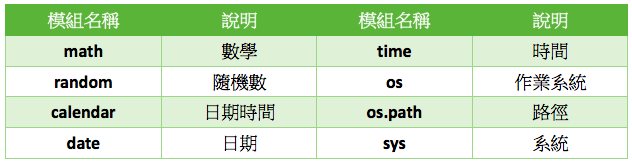 模組名稱 說明 模組名稱 說明
math 數學 time 時間
random 隨機數 os 作業系統
calendar 日期時間 os.path 路徑
date 日期 sys 系統